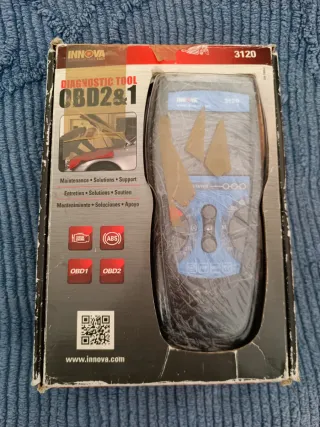 INNOVA
3120
DIAGNOSTIC TOOL
OBD2&1
Maintenance • Solutions • Support
Entretien • Solutions • Soutien
Mantenimiento • Soluciones • Apoyo
ABS
OBD1
OBD2
www.innova.com